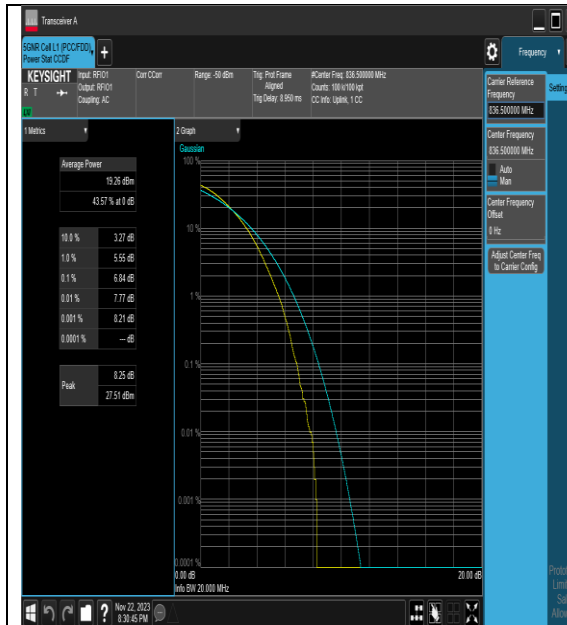 Transceiver A
5GNR Cell L1 (PCC/FDD)
Power Stat CCDF
Frequency
KEYSIGHT
R T
Input: RFIO1
Output: RFIO1
Coupling: AC
Corr CCorr
Range: -50 dBm
Trig: Prot Frame
Aligned
Trig Delay: 8.950 ms
#Center Freq: 836.500000 MHz
Counts: 100 k/100 kpt
CC Info: Uplink, 1 CC
1 Metrics
Average Power
19.26 dBm
43.57 % at 0 dB
10.0 % 3.27 dB
1.0 % 5.55 dB
0.1 % 6.84 dB
0.01 % 7.77 dB
0.001 % 8.21 dB
0.0001 % --- dB
Peak 8.25 dB
27.51 dBm
2 Graph
Gaussian
100 %
10 %
1 %
0.1 %
0.01 %
0.001 %
0.0001 %
0.00 dB
20.00 dB
Info BW 20.000 MHz
Carrier Reference
Frequency
836.500000 MHz
Setting
Center Frequency
836.500000 MHz
Auto
Man
Center Frequency
Offset
0 Hz
Adjust Center Freq
to Carrier Config
Nov 22, 2023
8:30:45 PM